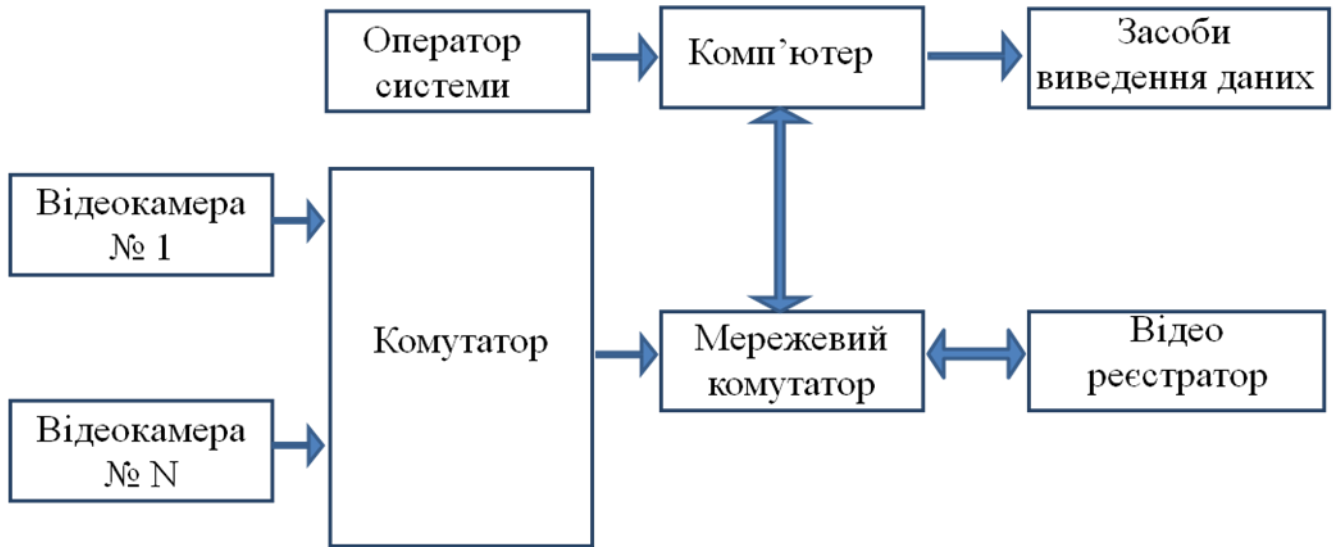 Оператор
системи
Комп’ютер
Засоби
виведення даних
Відеокамера
№ 1
Комутатор
Мережевий
комутатор
Відео
реєстратор
Відеокамера
№ N